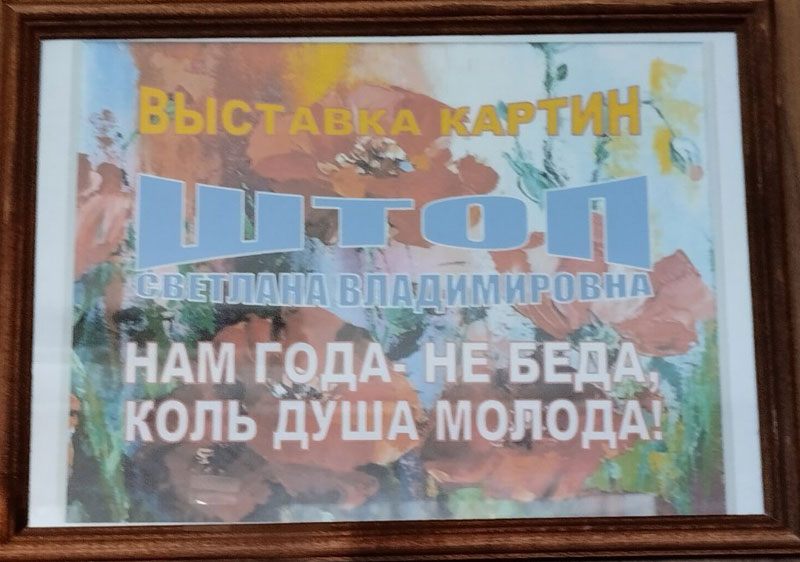 ВЫСТАВКА КАРТИН
ШТОП
СВЕТЛАНА ВЛАДИМИРОВНА
НАМ ГОДА- НЕ БЕДА,
КОЛЬ ДУША МОЛОДА!